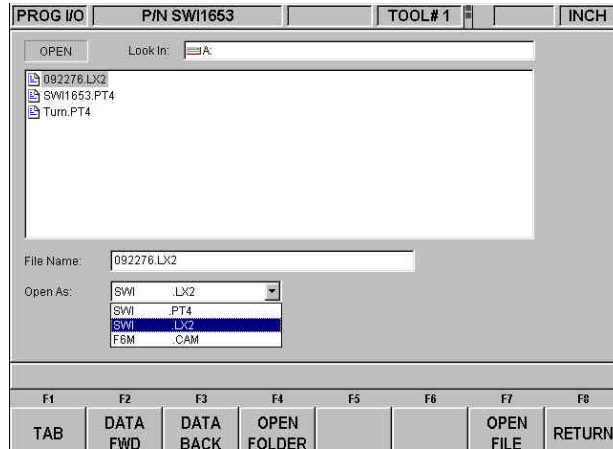 PROG I/O P/N SWI1653 TOOL# 1 INCH
OPEN Look In: A:
092276.LX2
SWI1653.PT4
Turn.PT4
File Name: 092276.LX2
Open As: SWI .LX2
SWI .PT4
SWI .LX2
F6M .CAM
F1 F2 F3 F4 F5 F6 F7 F8
TAB DATA FWD DATA BACK OPEN FOLDER OPEN FILE RETURN